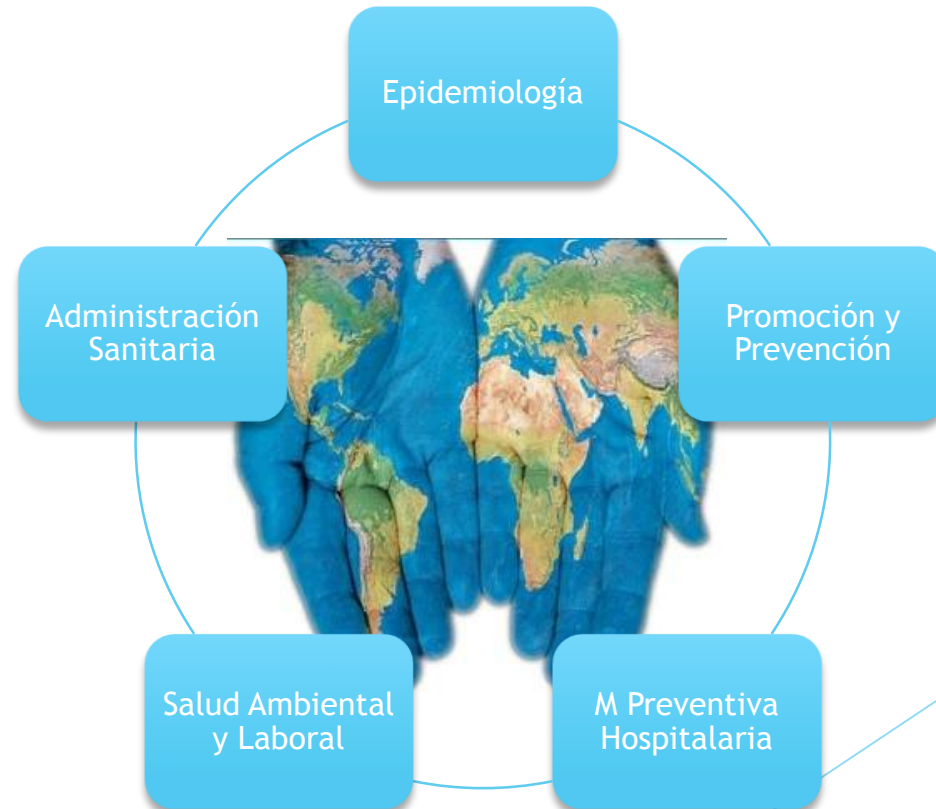 Epidemiología
Administración
Sanitaria
Promoción y
Prevención
Salud Ambiental
y Laboral
M Preventiva
Hospitalaria